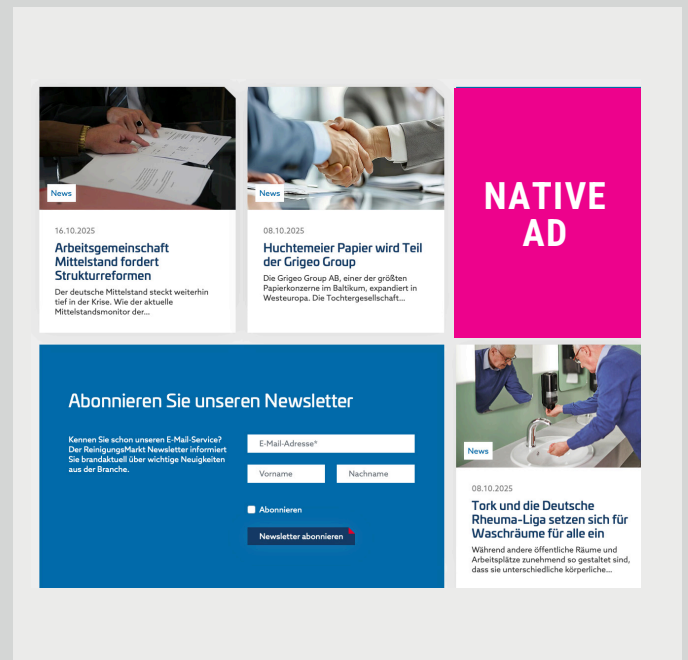 News
16.10.2025
Arbeitsgemeinschaft
Mittelstand fordert
Strukturreformen
Der deutsche Mittelstand steckt weiterhin
tief in der Krise. Wie der aktuelle
Mittelstandsmonitor der...
News
08.10.2025
Huchtemeier Papier wird Teil
der Grigeo Group
Die Grigeo Group AB, einer der größten
Papierkonzerne im Baltikum, expandiert in
Westeuropa. Die Tochtergesellschaft...
NATIVE
AD
Abonnieren Sie unseren Newsletter
Kennen Sie schon unseren E-Mail-Service?
Der ReinigungsMarkt Newsletter informiert
Sie brandaktuell über wichtige Neuigkeiten
aus der Branche.
E-Mail-Adresse*
Vorname
Nachname
Abonnieren
Newsletter abonnieren
News
08.10.2025
Tork und die Deutsche
Rheuma-Liga setzen sich für
Waschräume für alle ein
Während andere öffentliche Räume und
Arbeitsplätze zunehmend so gestaltet sind,
dass sie unterschiedliche körperliche...